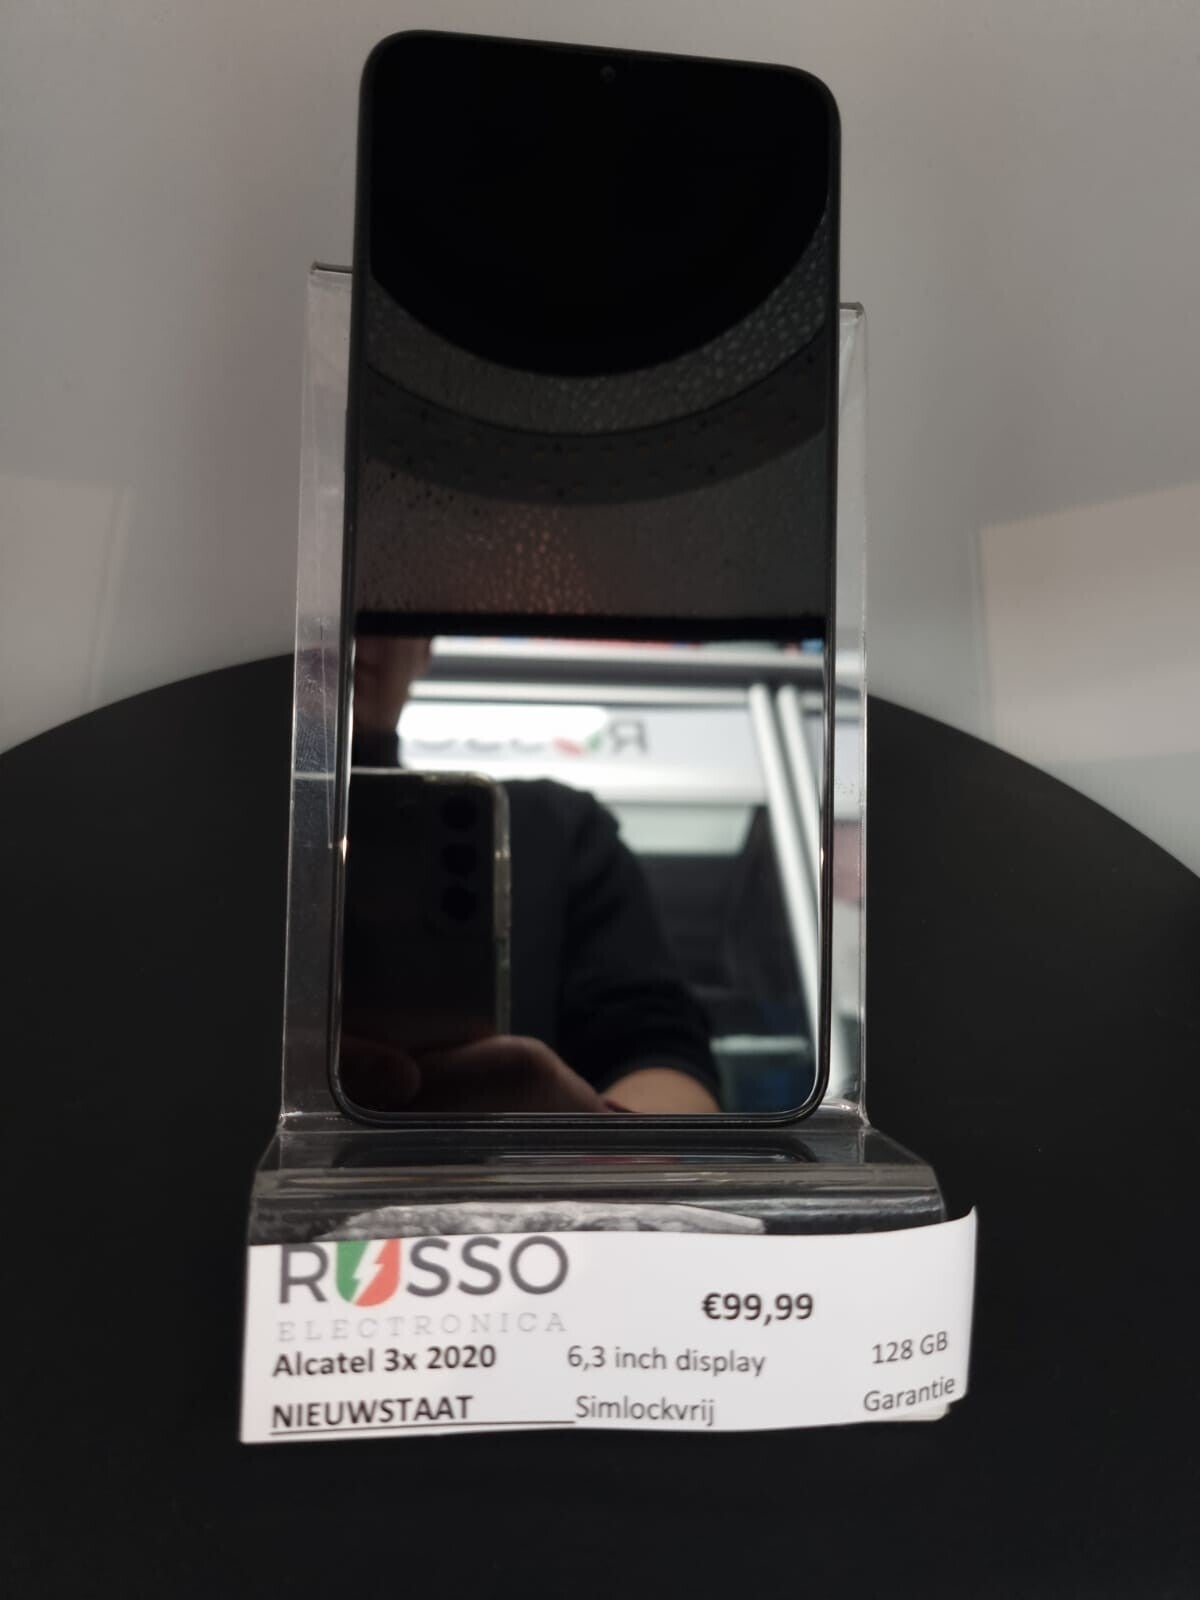 RUSSO
ELECTRONICA
€99,99
Alcatel 3x 2020 6,3 inch display 128 GB
NIEUWSTAAT Simlockvrij Garantie